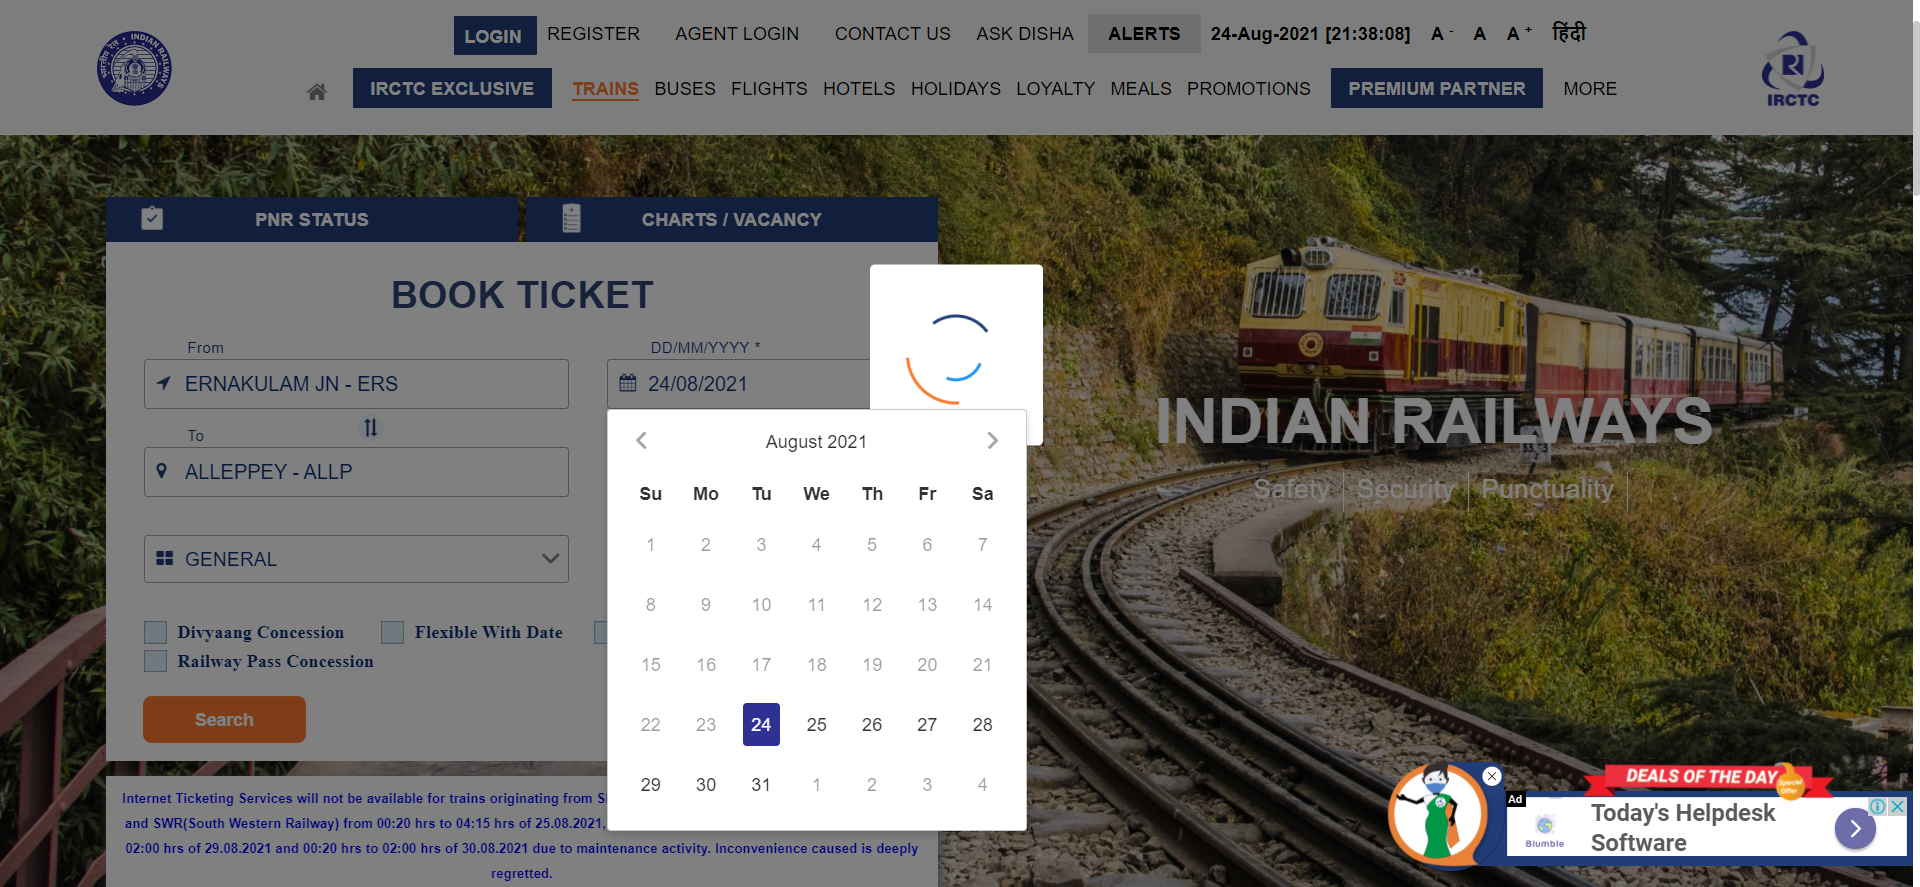 LOGIN REGISTER AGENT LOGIN CONTACT US ASK DISHA ALERTS 24-Aug-2021 [21:38:08] A - A A + हिंदी
INDIAN RAILWAYS
भारतीय रेल
IRCTC EXCLUSIVE TRAINS BUSES FLIGHTS HOTELS HOLIDAYS LOYALTY MEALS PROMOTIONS PREMIUM PARTNER MORE
IRCTC
PNR STATUS CHARTS / VACANCY
BOOK TICKET
From DD/MM/YYYY *
ERNAKULAM JN - ERS 24/08/2021
To
ALLEPPEY - ALLP
GENERAL
Divyaang Concession Flexible With Date
Railway Pass Concession
Search
August 2021
Su Mo Tu We Th Fr Sa
1 2 3 4 5 6 7
8 9 10 11 12 13 14
15 16 17 18 19 20 21
22 23 24 25 26 27 28
29 30 31 1 2 3 4
Internet Ticketing Services will not be available for trains originating from
and SWR(South Western Railway) from 00:20 hrs to 04:15 hrs of 25.08.2021,
02:00 hrs of 29.08.2021 and 00:20 hrs to 02:00 hrs of 30.08.2021 due to maintenance activity. Inconvenience caused is deeply
regretted.
K R
INDIAN RAILWAYS
Safety Security Punctuality
DEALS OF THE DAY
Special
Offer
Ad
Today's Helpdesk
Software
Blumble